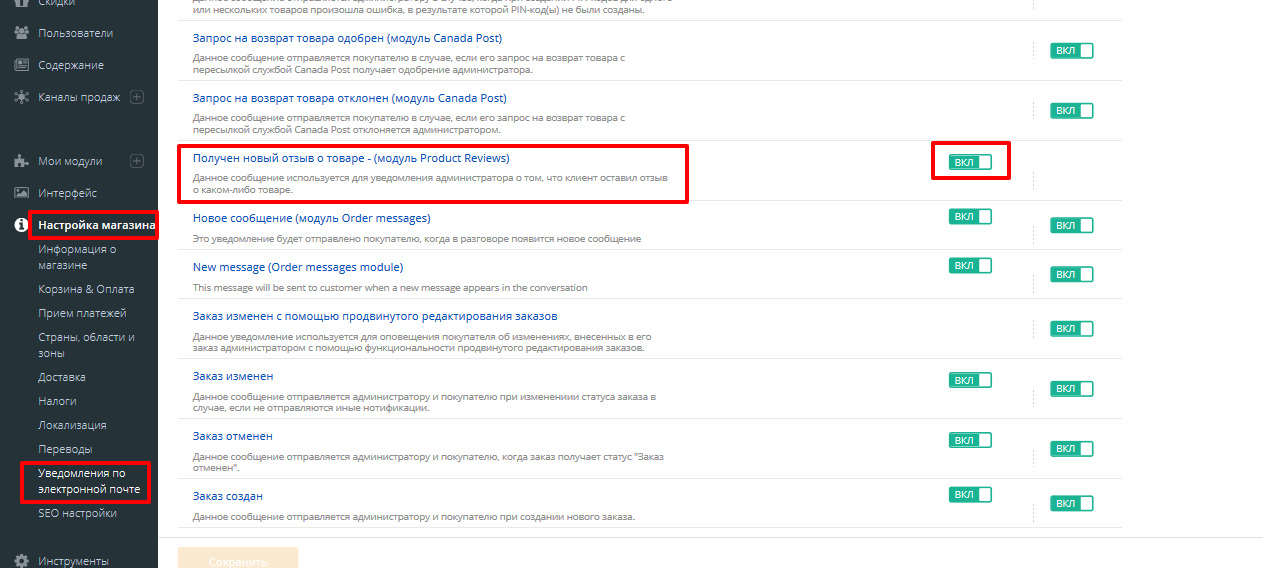 Скидки
Пользователи
Содержание
Каналы продаж
Мои модули
Интерфейс
Настройка магазина
Информация о
магазине
Корзина & Оплата
Прием платежей
Страны, области и
зоны
Доставка
Налоги
Локализация
Переводы
Уведомления по
электронной почте
SEO настройки
Инструменты
или нескольких товаров произошла ошибка, в результате которой PIN-код(ы) не были созданы.
Запрос на возврат товара одобрен (модуль Canada Post)
Данное сообщение отправляется покупателю в случае, если его запрос на возврат товара с
пересылкой службой Canada Post получает одобрение администратора.
ВКЛ
Запрос на возврат товара отклонен (модуль Canada Post)
Данное сообщение отправляется покупателю в случае, если его запрос на возврат товара с
пересылкой службой Canada Post отклоняется администратором.
ВКЛ
Получен новый отзыв о товаре - (модуль Product Reviews)
Данное сообщение используется для уведомления администратора о том, что клиент оставил отзыв
о каком-либо товаре.
ВКЛ
Новое сообщение (модуль Order messages)
Это уведомление будет отправлено покупателю, когда в разговоре появится новое сообщение
ВКЛ
ВКЛ
New message (Order messages module)
This message will be sent to customer when a new message appears in the conversation
ВКЛ
ВКЛ
Заказ изменен с помощью продвинутого редактирования заказов
Данное уведомление используется для оповещения покупателя об изменениях, внесенных в его
заказ администратором с помощью функциональности продвинутого редактирования заказов.
ВКЛ
Заказ изменен
Данное сообщение отправляется администратору и покупателю при изменениии статуса заказа в
случае, если не отправляются иные нотификации.
ВКЛ
ВКЛ
Заказ отменен
Данное сообщение отправляется администратору и покупателю, когда заказ получает статус "Заказ
отменен".
ВКЛ
ВКЛ
Заказ создан
Данное сообщение отправляется администратору и покупателю при создании нового заказа.
ВКЛ
ВКЛ
Сохранить